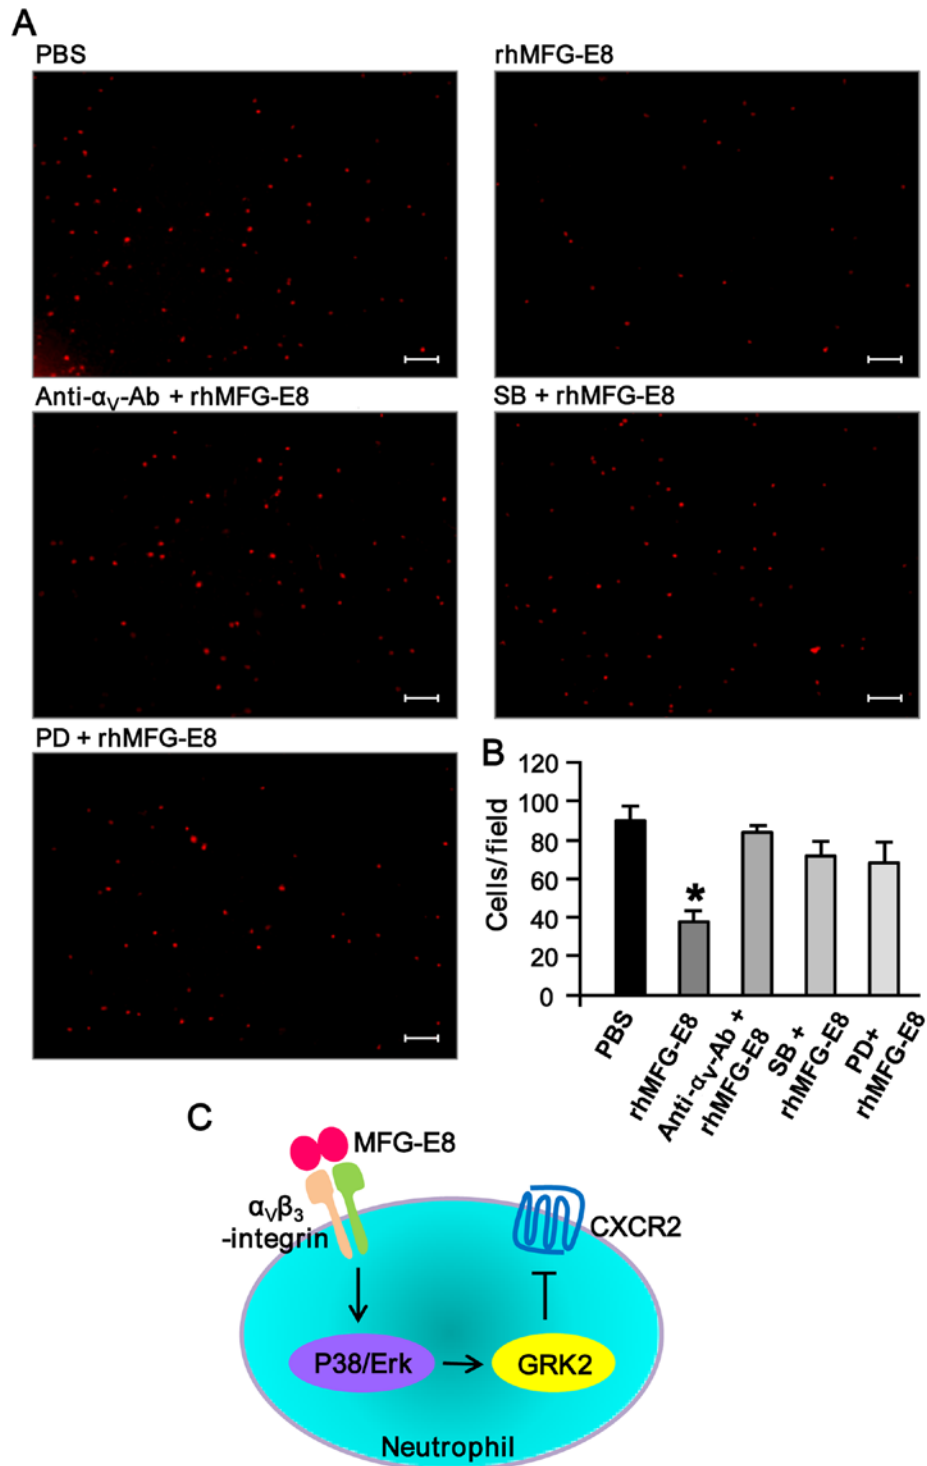 A
PBS
rhMFG-E8
Anti-αV-Ab + rhMFG-E8
SB + rhMFG-E8
PD + rhMFG-E8
B
120
100
80
60
40
20
0
Cells/field
*
PBS
rhMFG-E8
Anti-αV-Ab +
rhMFG-E8
SB +
rhMFG-E8
PD+
rhMFG-E8
C
MFG-E8
αVβ3
-integrin
CXCR2
P38/Erk
GRK2
Neutrophil